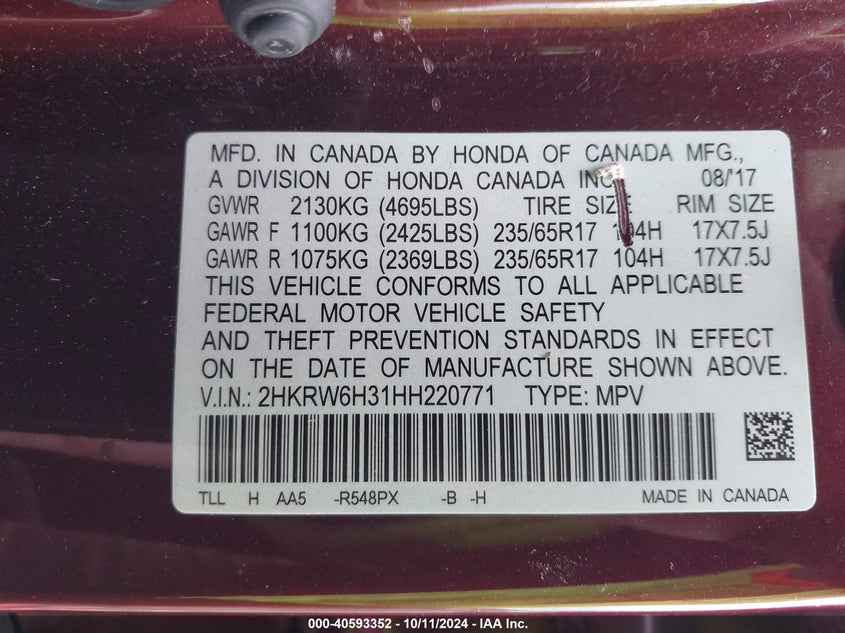 MFD. IN CANADA BY HONDA OF CANADA MFG.,
A DIVISION OF HONDA CANADA INC 08/'17
GVWR 2130KG (4695LBS) TIRE SIZE RIM SIZE
GAWR F 1100KG (2425LBS) 235/65R17 104H 17X7.5J
GAWR R 1075KG (2369LBS) 235/65R17 104H 17X7.5J
THIS VEHICLE CONFORMS TO ALL APPLICABLE
FEDERAL MOTOR VEHICLE SAFETY
AND THEFT PREVENTION STANDARDS IN EFFECT
ON THE DATE OF MANUFACTURE SHOWN ABOVE.
V.I.N.: 2HKRW6H31HH220771 TYPE: MPV
TLL H AA5 -R548PX -B -H MADE IN CANADA
000-40593352 - 10/11/2024 - IAA Inc.